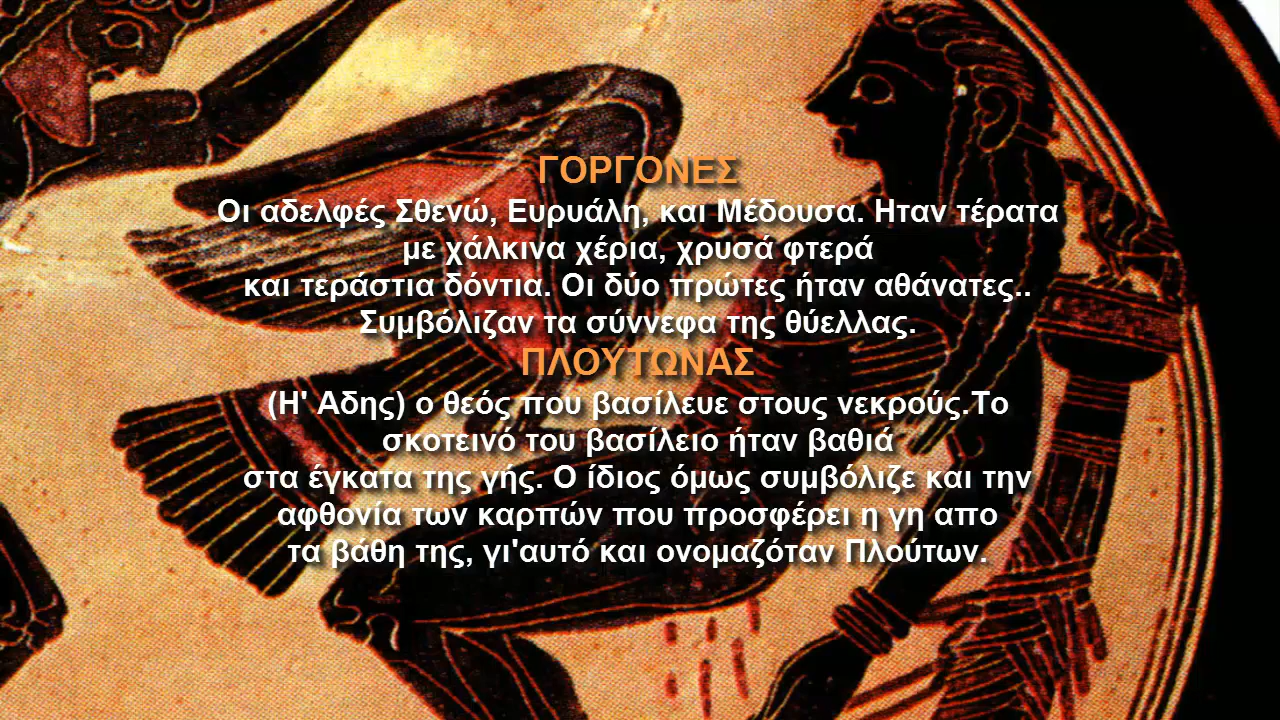 ΓΟΡΓΟΝΕΣ
Οι αδελφές Σθενώ, Ευρυάλη, και Μέδουσα. Ηταν τέρατα
με χάλκινα χέρια, χρυσά φτερά
και τεράστια δόντια. Οι δύο πρώτες ήταν αθάνατες..
Συμβόλιζαν τα σύννεφα της θύελλας.
ΠΛΟΥΤΩΝΑΣ
(Η' Αδης) ο θεός που βασίλευε στους νεκρούς.Το
σκοτεινό του βασίλειο ήταν βαθιά
στα έγκατα της γής. Ο ίδιος όμως συμβόλιζε και την
αφθονία των καρπών που προσφέρει η γη απο
τα βάθη της, γι'αυτό και ονομαζόταν Πλούτων.